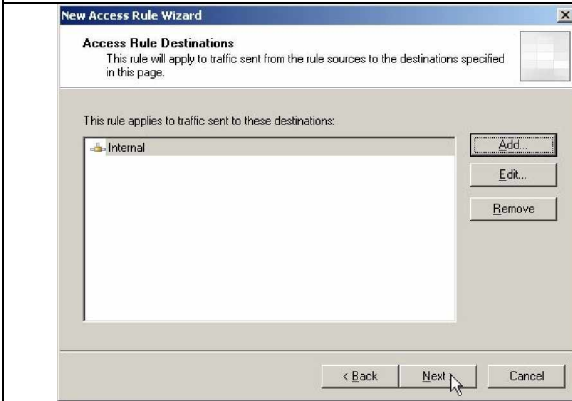 New Access Rule Wizard
Access Rule Destinations
This rule will apply to traffic sent from the rule sources to the destinations specified
in this page.
This rule applies to traffic sent to these destinations:
Internal
Add...
Edit...
Remove
< Back
Next >
Cancel